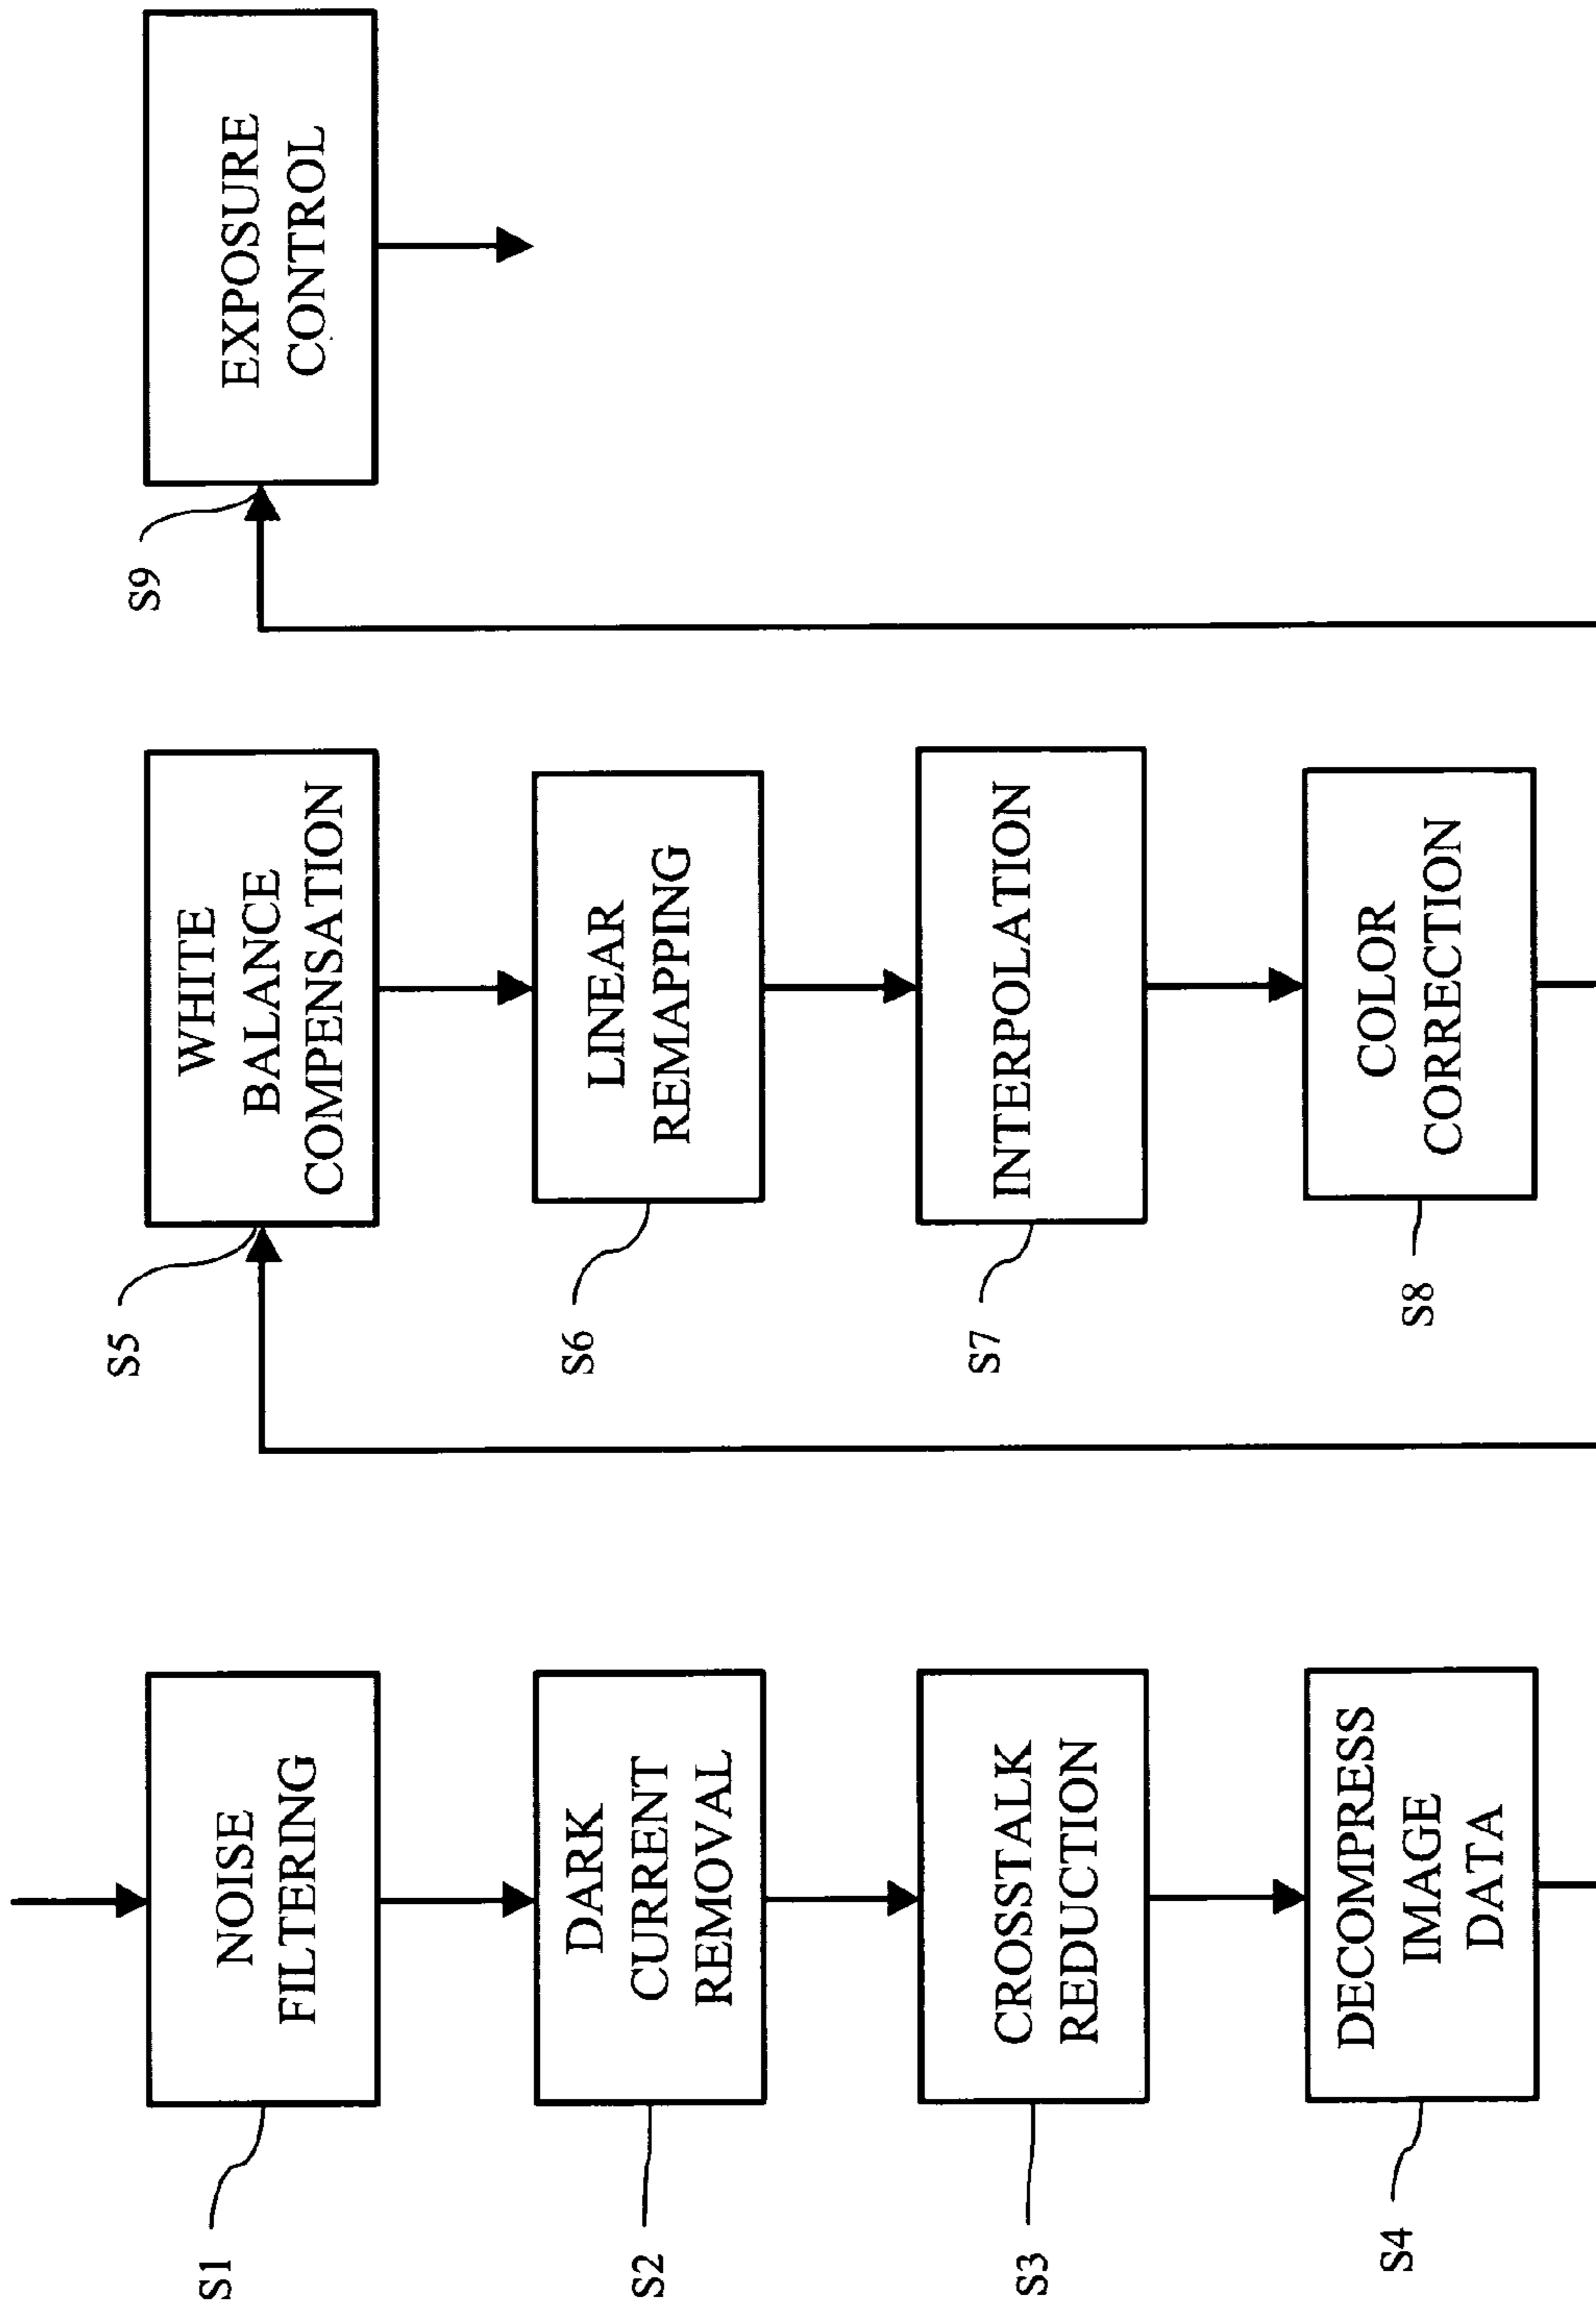 S1
NOISE
FILTERING
S2
DARK
CURRENT
REMOVAL
S3
CROSSTALK
REDUCTION
S4
DECOMPRESS
IMAGE
DATA
S5
WHITE
BALANCE
COMPENSATION
S6
LINEAR
REMAPPING
S7
INTERPOLATION
S8
COLOR
CORRECTION
S9
EXPOSURE
CONTROL